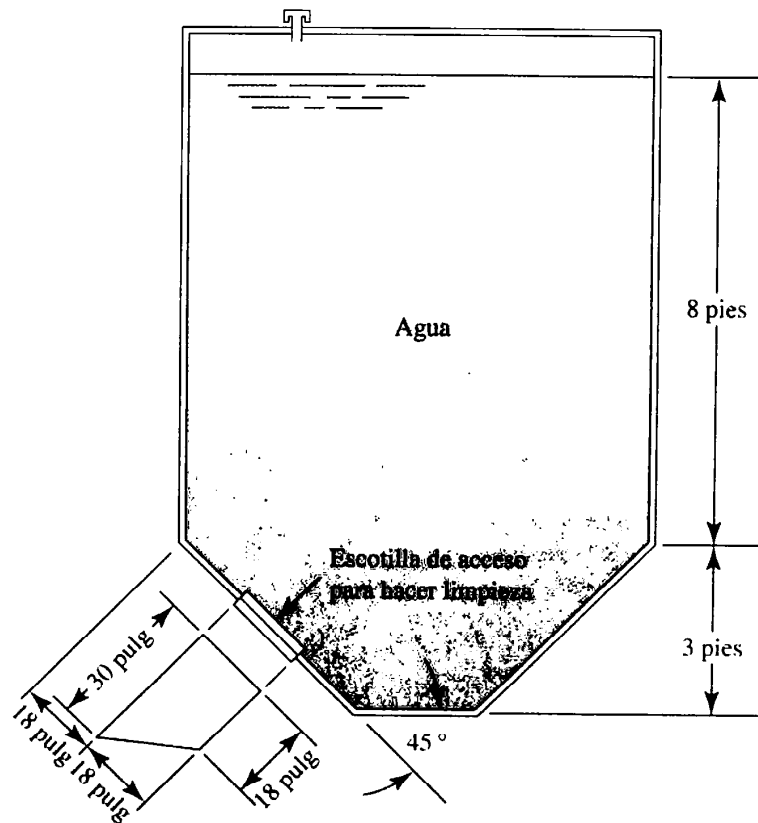 Agua
8 pies
Escotilla de acceso
para hacer limpieza
3 pies
30 pulg
18 pulg
18 pulg
18 pulg
45 °